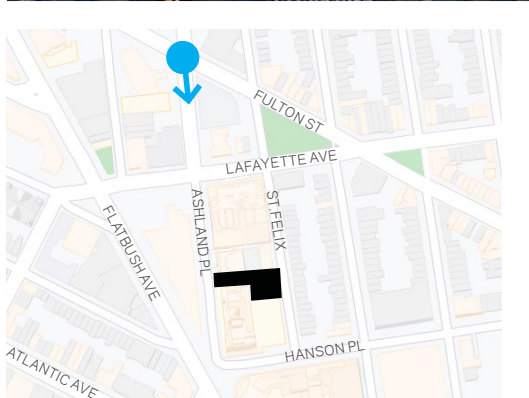 FULTON ST
LAFAYETTE AVE
ASHLAND PL
ST. FELIX
FLATBUSH AVE
HANSON PL
ATLANTIC AVE